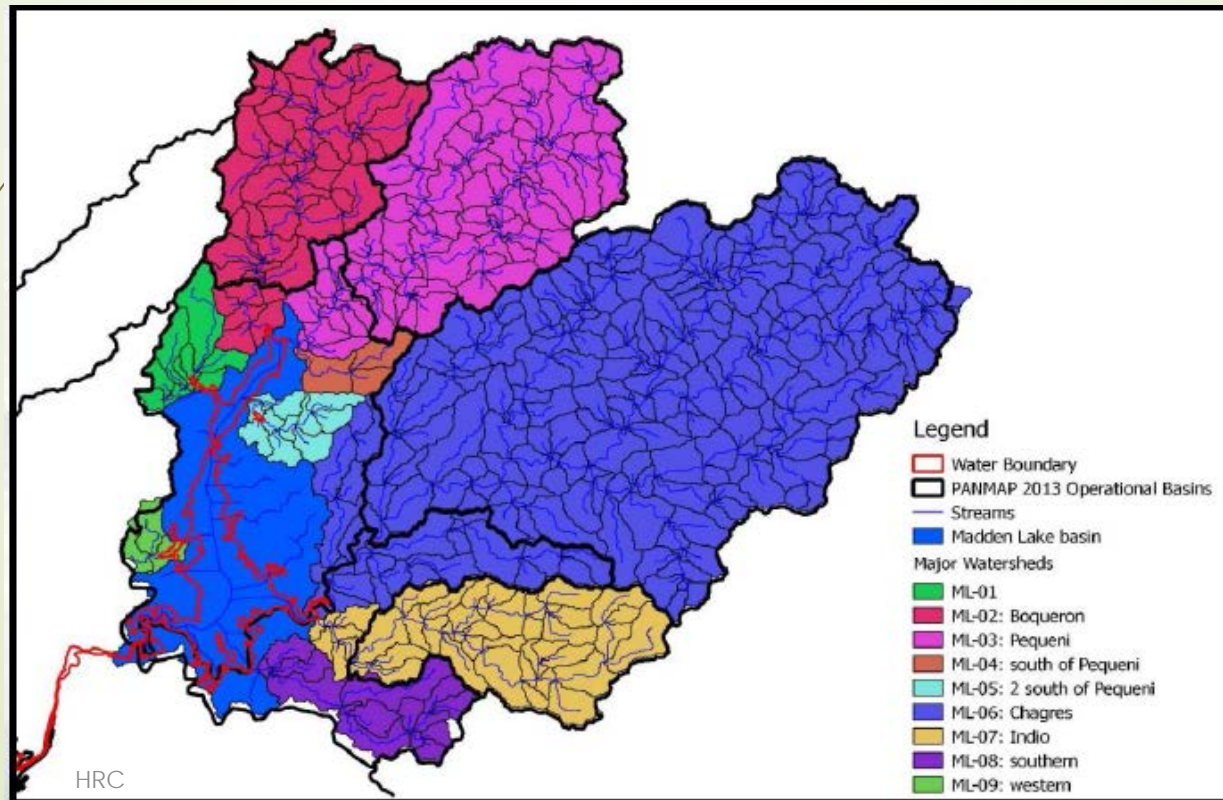 Legend
Water Boundary
PANMAP 2013 Operational Basins
Streams
Madden Lake basin
Major Watersheds
ML-01
ML-02: Boqueron
ML-03: Pequeni
ML-04: south of Pequeni
ML-05: 2 south of Pequeni
ML-06: Chagres
ML-07: Indio
ML-08: southern
ML-09: western
HRC